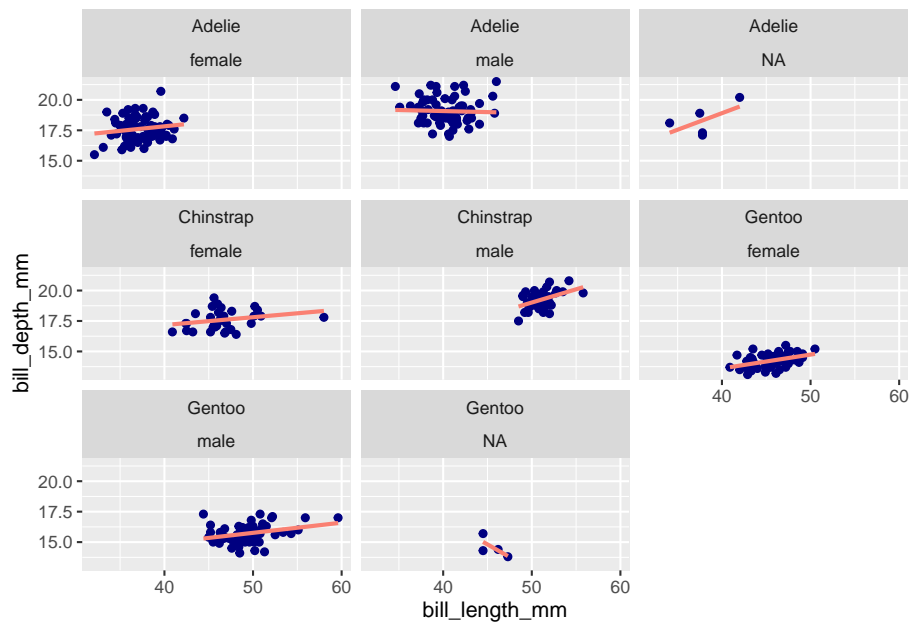 Adelie
female
Adelie
male
Adelie
NA
20.0
17.5
15.0
Chinstrap
female
Chinstrap
male
Gentoo
female
20.0
17.5
15.0
40
50
60
Gentoo
male
Gentoo
NA
20.0
17.5
15.0
40
50
60
40
50
60
bill_length_mm
bill_depth_mm